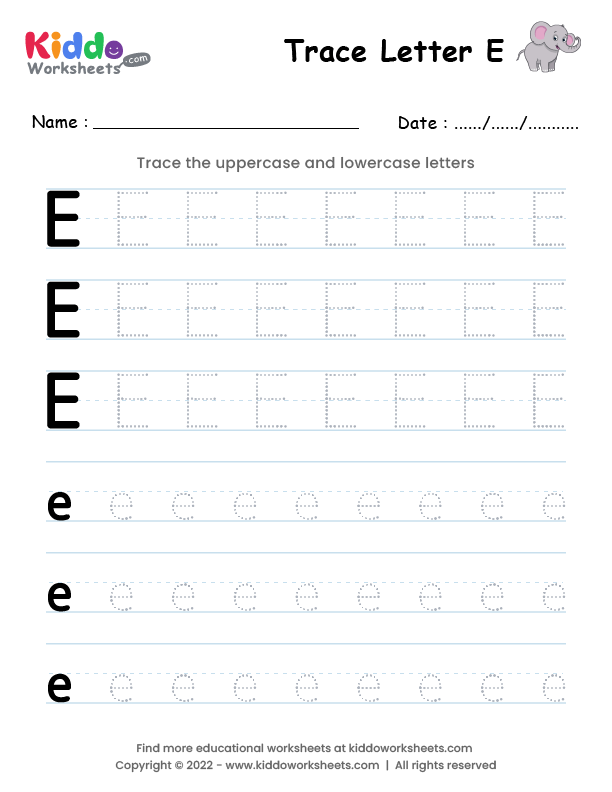 Kiddo
Worksheets .com
Trace Letter E
Name : ______________________ Date : ....../....../...........
Trace the uppercase and lowercase letters
E E E E E E E E
E E E E E E E E
E E E E E E E E
e e e e e e e e e
e e e e e e e e e
e e e e e e e e e
Find more educational worksheets at kiddoworksheets.com
Copyright © 2022 - www.kiddoworksheets.com | All rights reserved